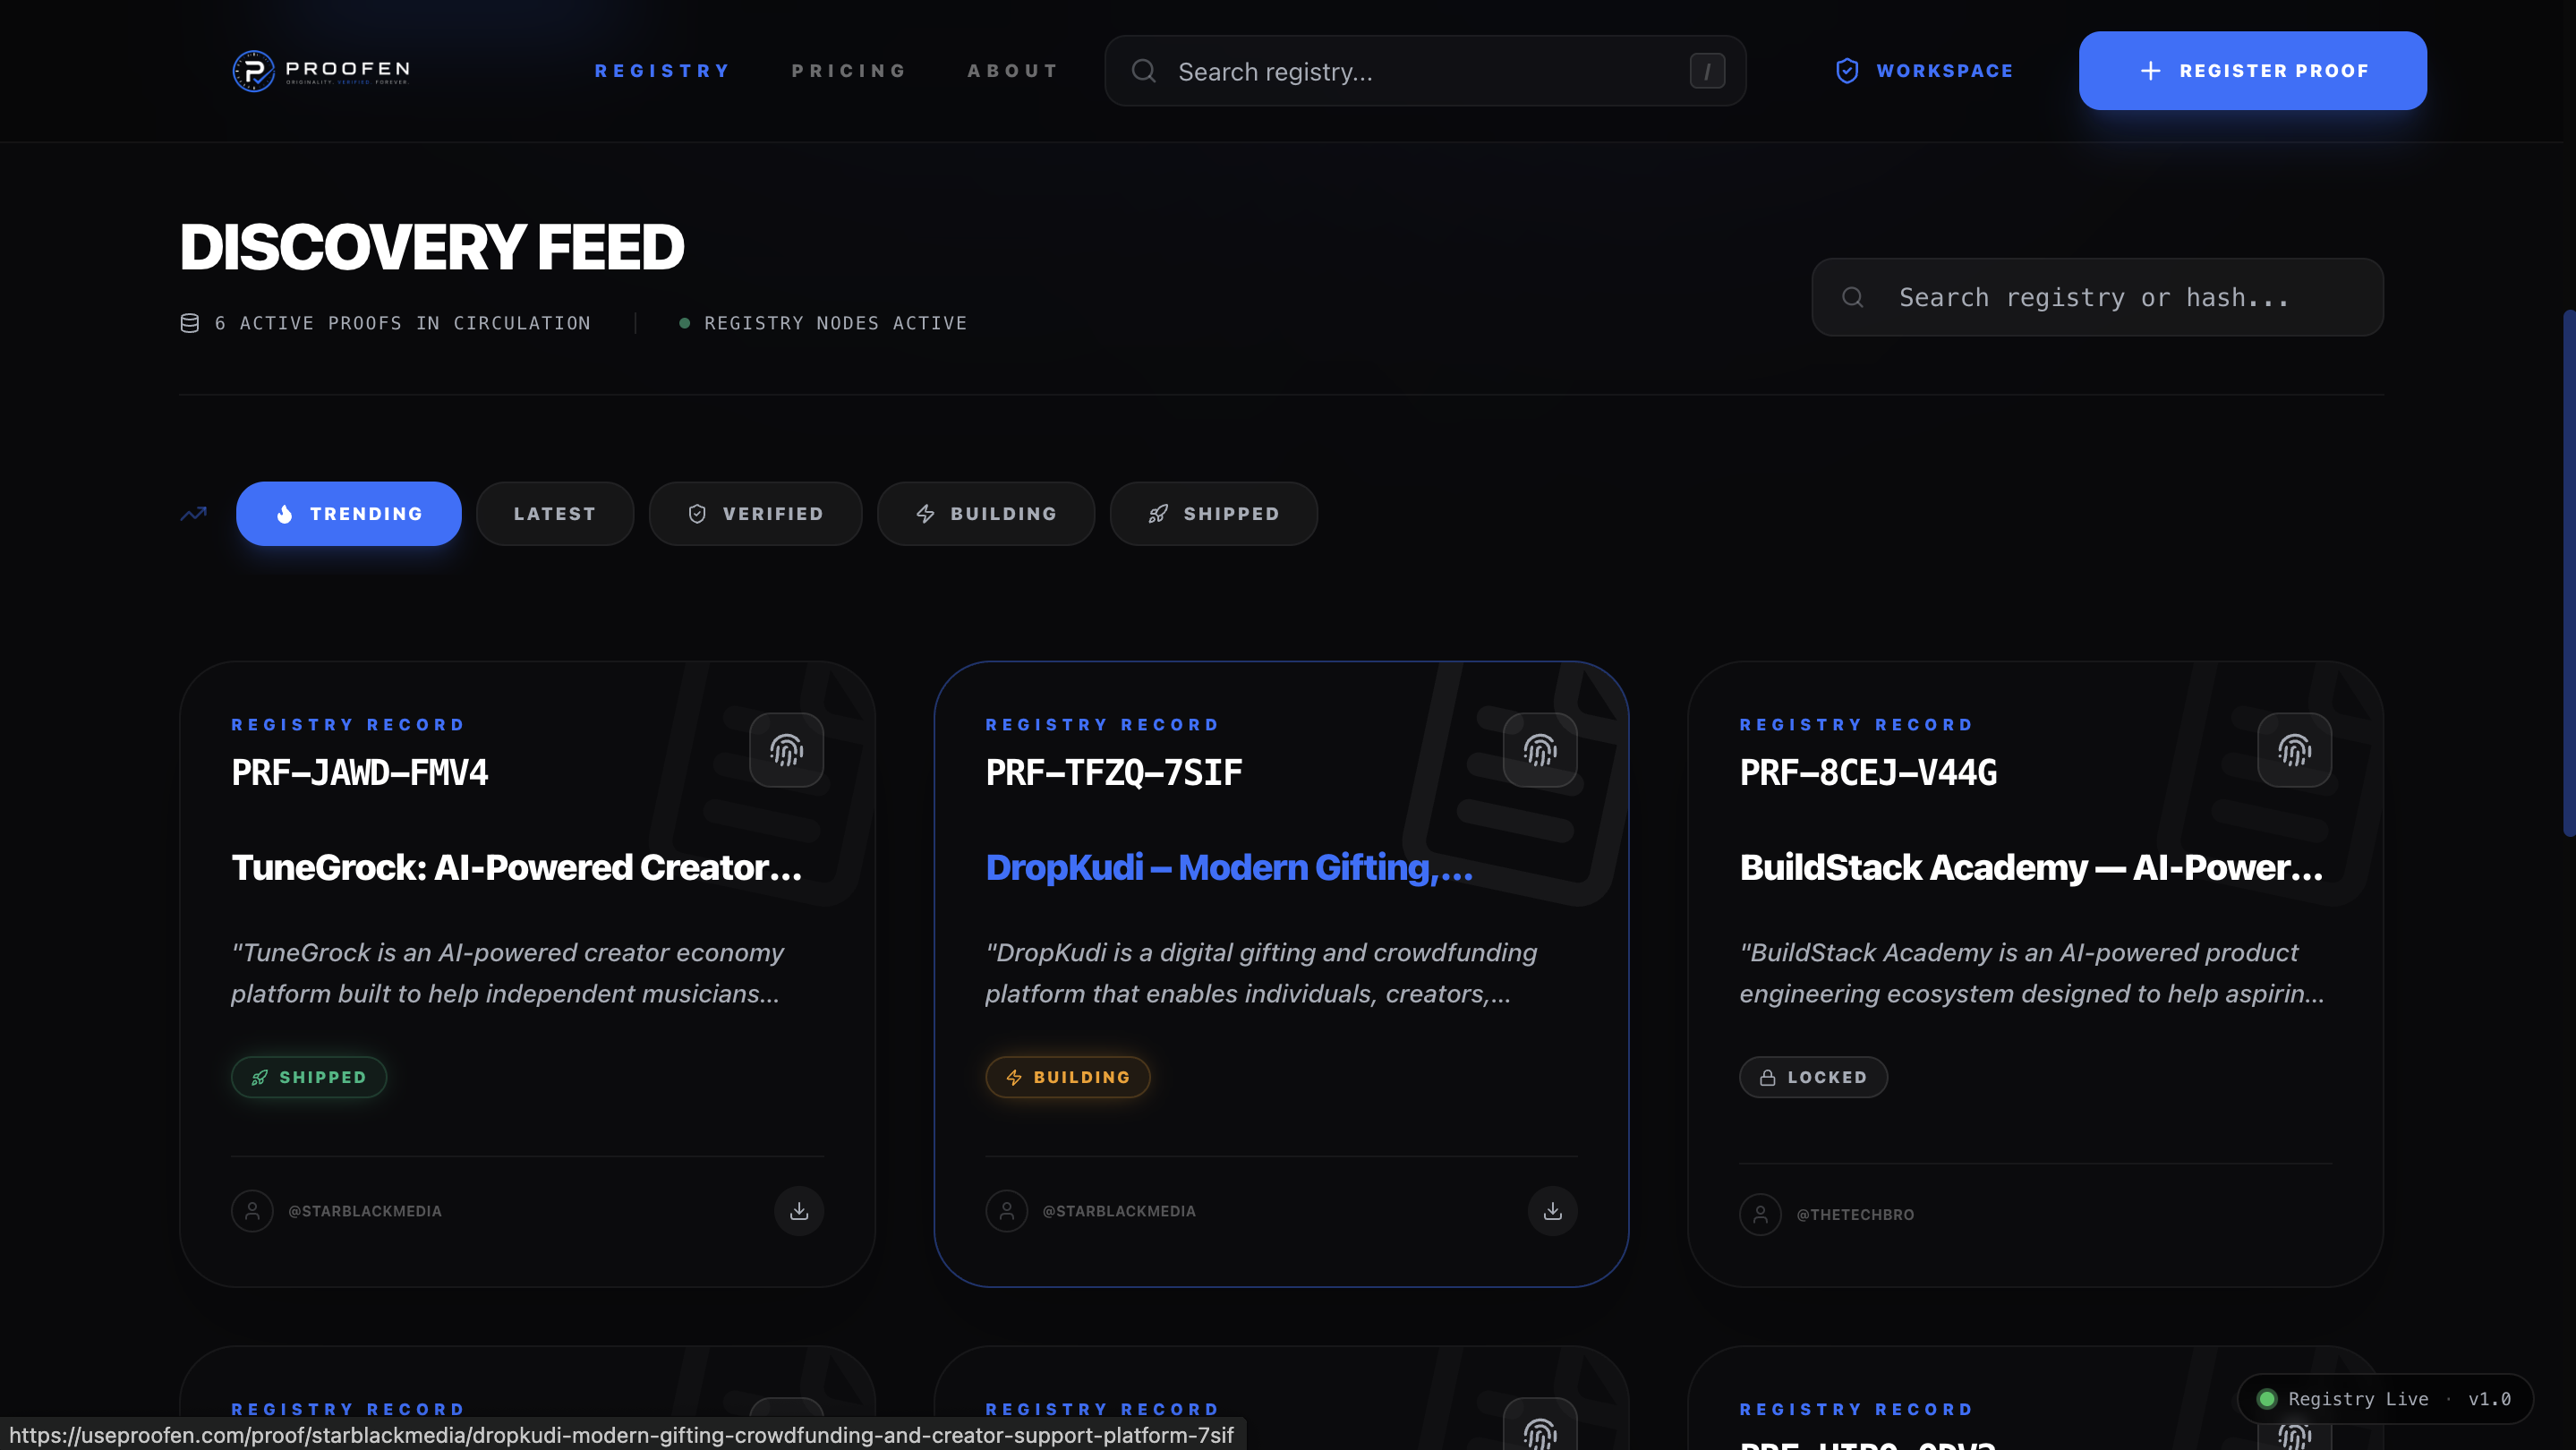 PROOFEN
ORIGINALITY. VERIFIED. FOREVER.
REGISTRY
PRICING
ABOUT
Search registry...
/
WORKSPACE
REGISTER PROOF
DISCOVERY FEED
6 ACTIVE PROOFS IN CIRCULATION
REGISTRY NODES ACTIVE
Search registry or hash...
TRENDING
LATEST
VERIFIED
BUILDING
SHIPPED
REGISTRY RECORD
PRF-JAWD-FMV4
TuneGrock: AI-Powered Creator...
"TuneGrock is an AI-powered creator economy
platform built to help independent musicians...
SHIPPED
@STARBLACKMEDIA
REGISTRY RECORD
PRF-TFZQ-7SIF
DropKudi – Modern Gifting,...
"DropKudi is a digital gifting and crowdfunding
platform that enables individuals, creators,...
BUILDING
@STARBLACKMEDIA
REGISTRY RECORD
PRF-8CEJ-V44G
BuildStack Academy — AI-Power...
"BuildStack Academy is an AI-powered product
engineering ecosystem designed to help aspirin...
LOCKED
@THETECHBRO
REGISTRY RECORD
REGISTRY RECORD
REGISTRY RECORD
Registry Live · v1.0
https://useproofen.com/proof/starblackmedia/dropkudi-modern-gifting-crowdfunding-and-creator-support-platform-7sif